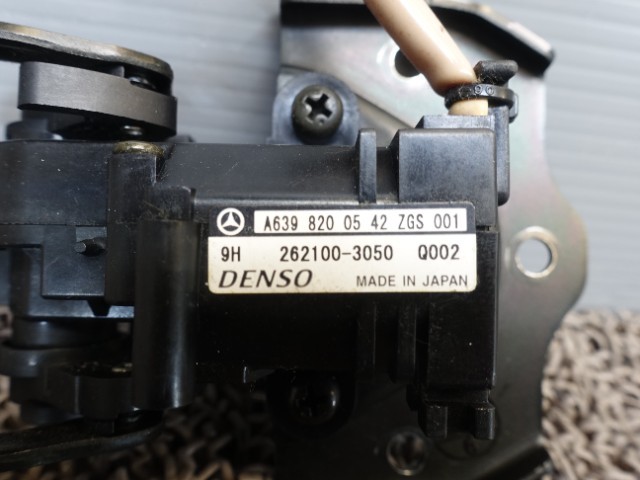 A639 820 05 42 ZGS 001
9H 262100-3050 Q002
DENSO MADE IN JAPAN